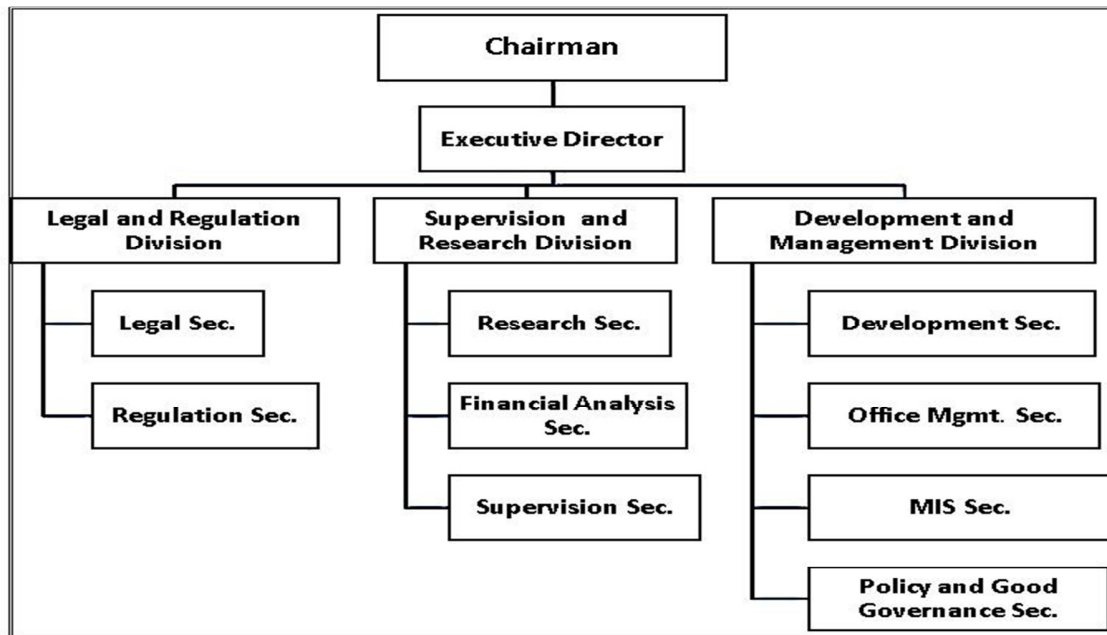 Chairman
Executive Director
Legal and Regulation
Division
Legal Sec.
Regulation Sec.
Supervision and
Research Division
Research Sec.
Financial Analysis
Sec.
Supervision Sec.
Development and
Management Division
Development Sec.
Office Mgmt. Sec.
MIS Sec.
Policy and Good
Governance Sec.